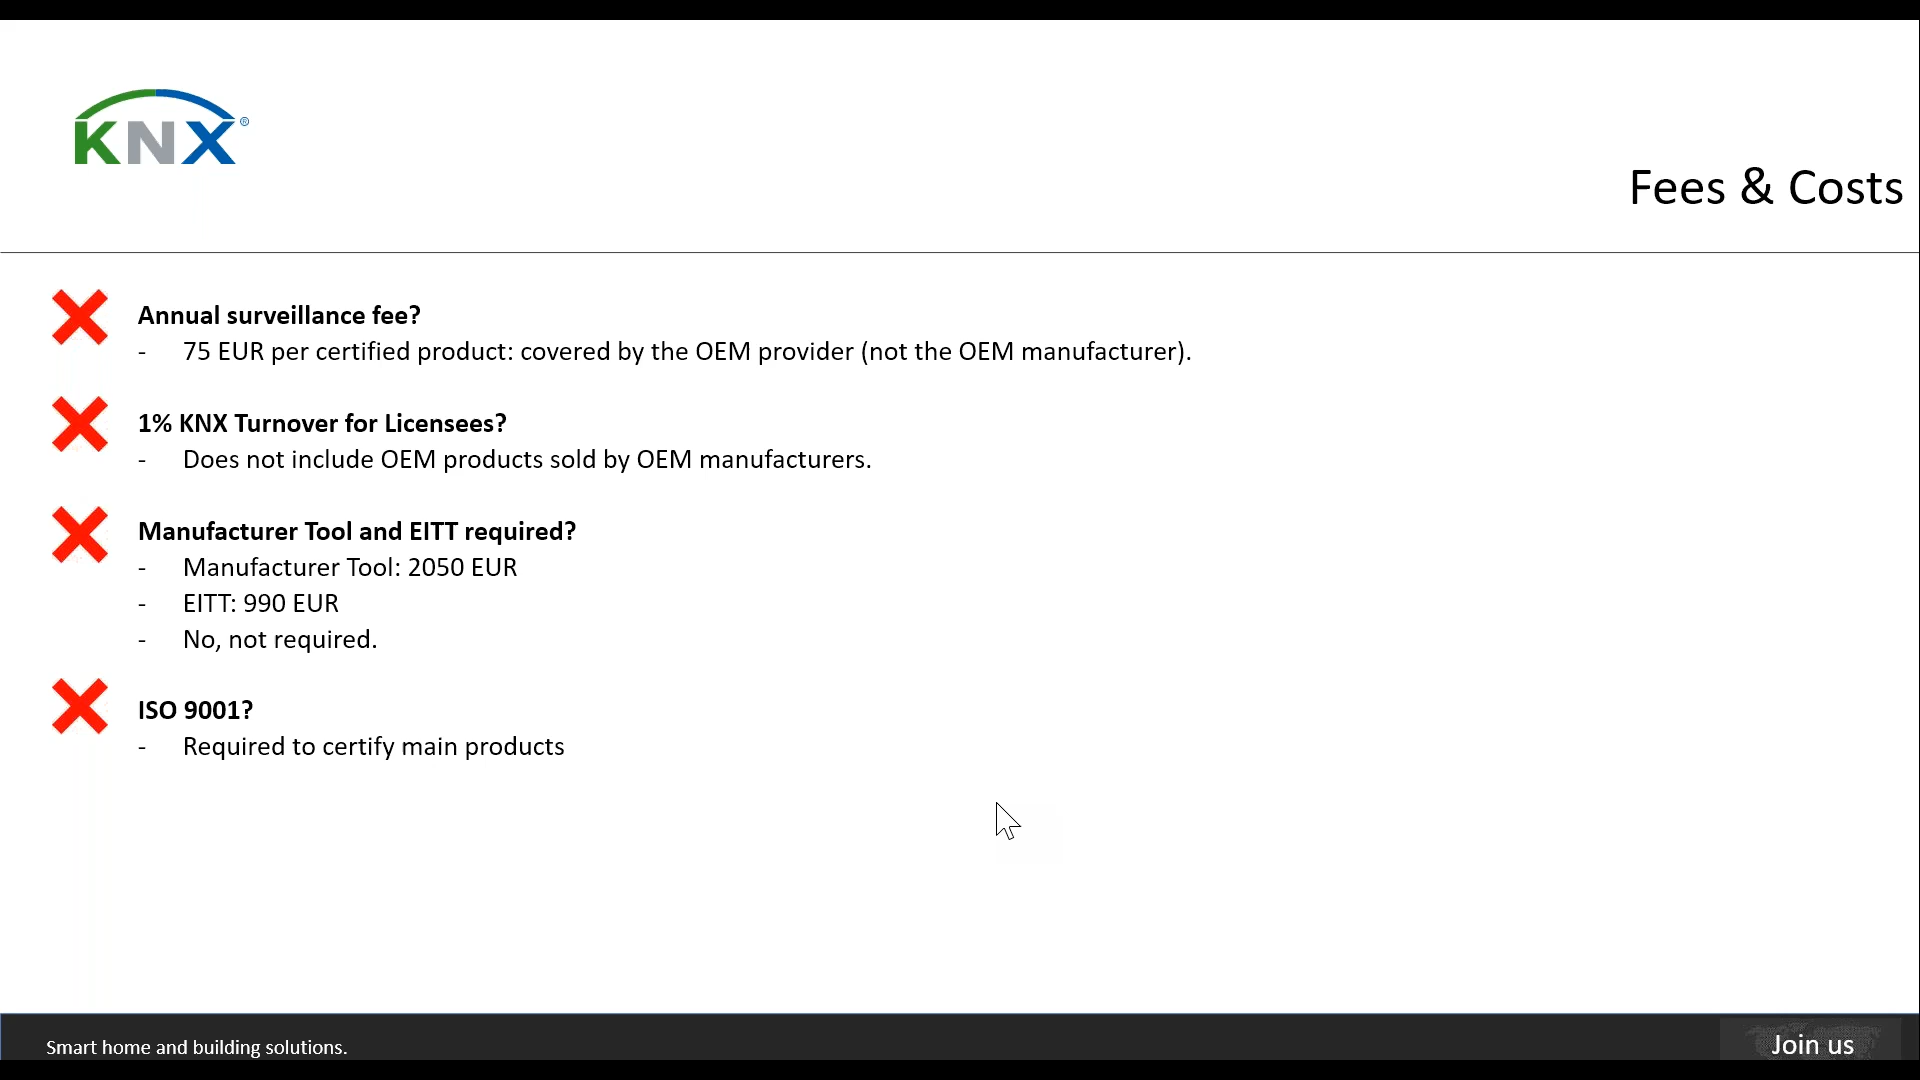 KNX®
Fees & Costs
Annual surveillance fee?
- 75 EUR per certified product: covered by the OEM provider (not the OEM manufacturer).
1% KNX Turnover for Licensees?
- Does not include OEM products sold by OEM manufacturers.
Manufacturer Tool and EITT required?
- Manufacturer Tool: 2050 EUR
- EITT: 990 EUR
- No, not required.
ISO 9001?
- Required to certify main products
Smart home and building solutions.
Join us